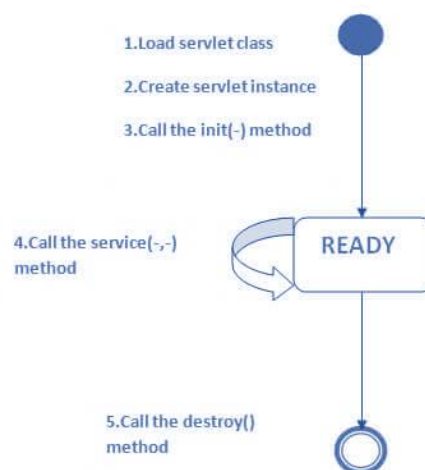 1.Load servlet class
2.Create servlet instance
3.Call the init(-) method
4.Call the service(-,-)
method
READY
5.Call the destroy()
method